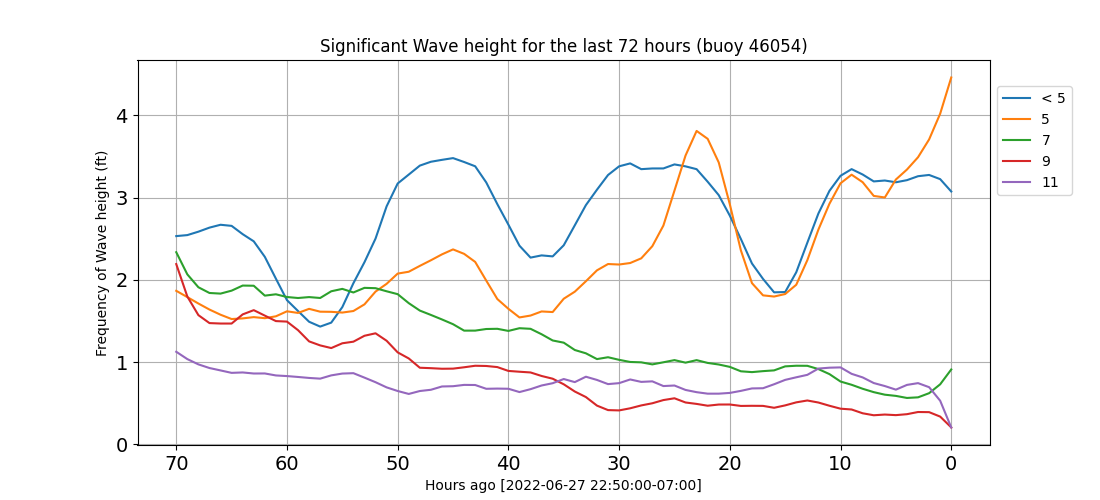 Significant Wave height for the last 72 hours (buoy 46054)
Frequency of Wave height (ft)
4
3
2
1
0
70 60 50 40 30 20 10 0
Hours ago [2022-06-27 22:50:00-07:00]
< 5
5
7
9
11